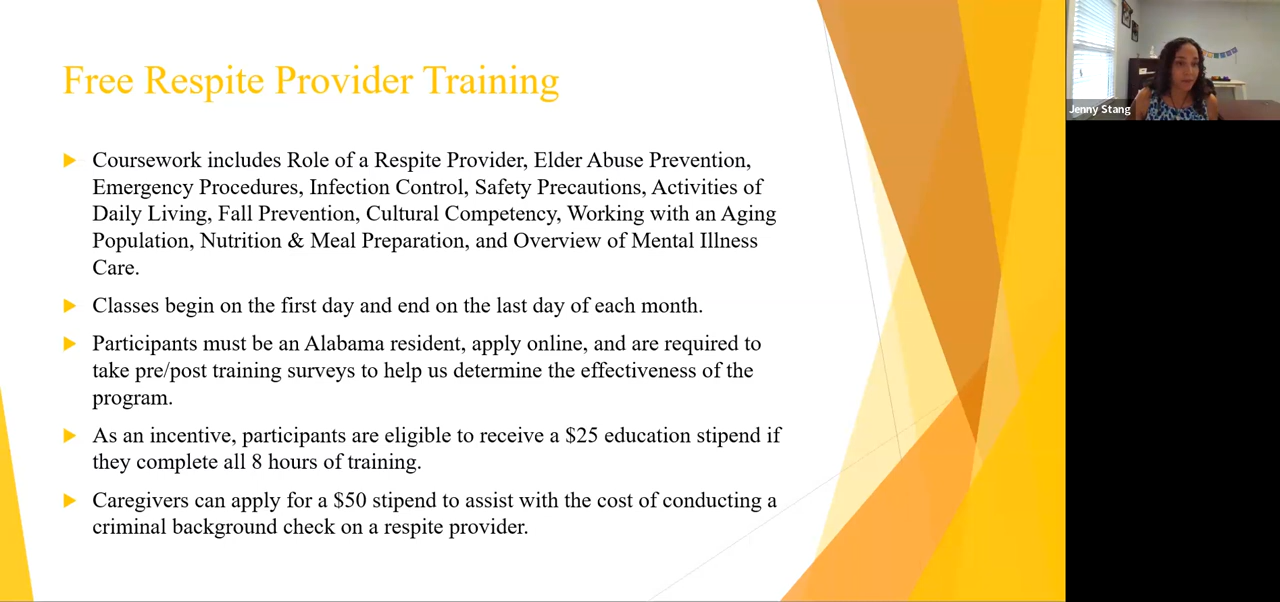 Free Respite Provider Training
Coursework includes Role of a Respite Provider, Elder Abuse Prevention,
Emergency Procedures, Infection Control, Safety Precautions, Activities of
Daily Living, Fall Prevention, Cultural Competency, Working with an Aging
Population, Nutrition & Meal Preparation, and Overview of Mental Illness
Care.
Classes begin on the first day and end on the last day of each month.
Participants must be an Alabama resident, apply online, and are required to
take pre/post training surveys to help us determine the effectiveness of the
program.
As an incentive, participants are eligible to receive a $25 education stipend if
they complete all 8 hours of training.
Caregivers can apply for a $50 stipend to assist with the cost of conducting a
criminal background check on a respite provider.
Jenny Stang